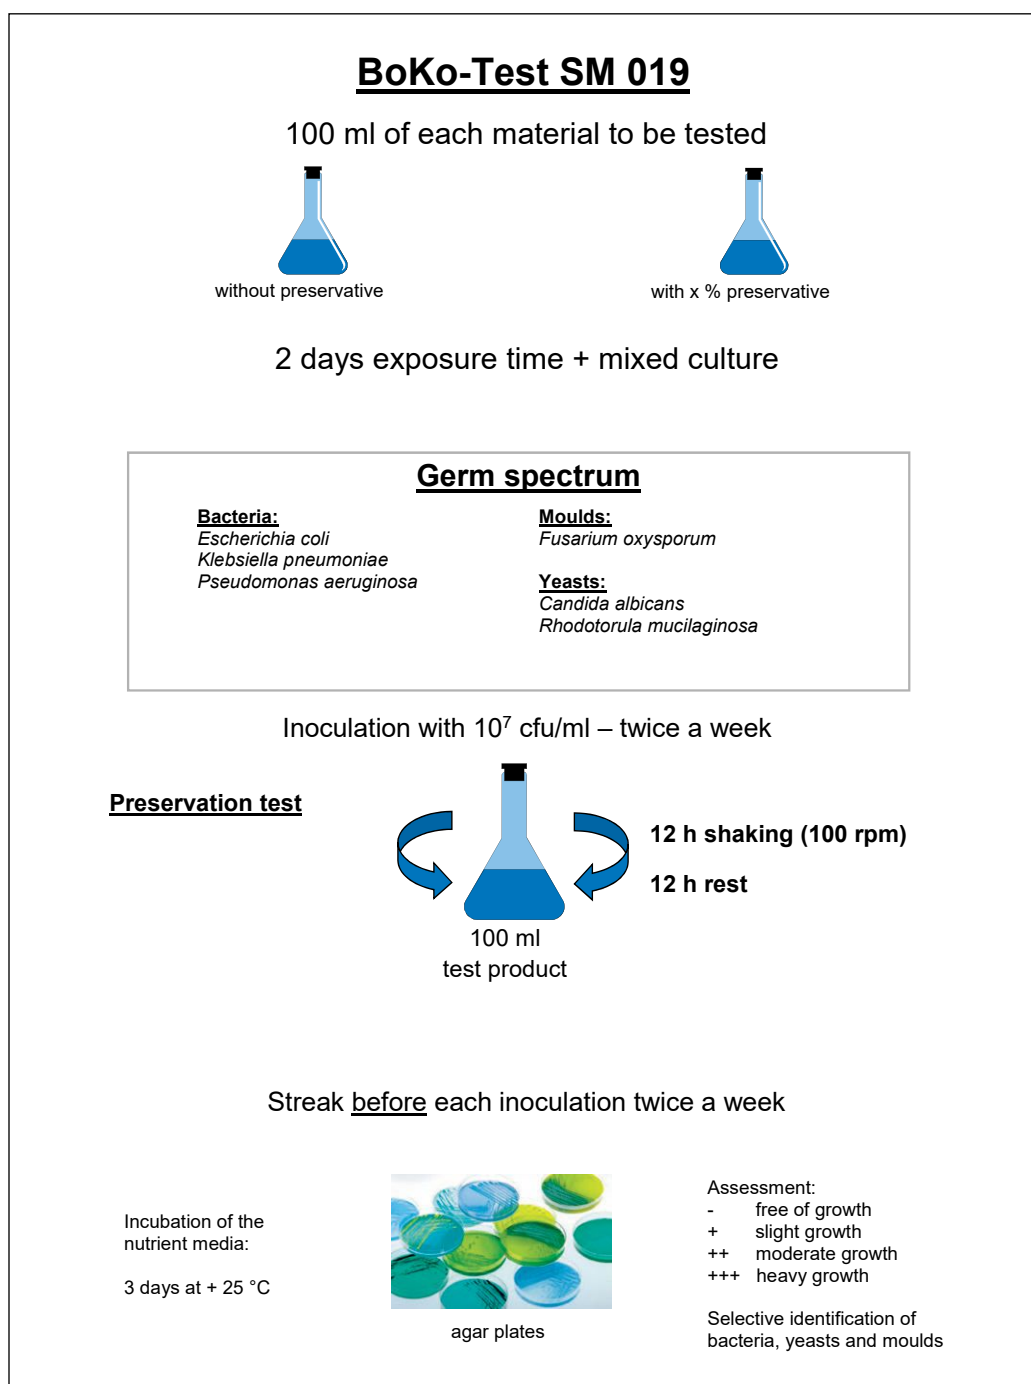 BoKo-Test SM 019
100 ml of each material to be tested
without preservative
with x % preservative
2 days exposure time + mixed culture
Germ spectrum
Bacteria:
Escherichia coli
Klebsiella pneumoniae
Pseudomonas aeruginosa
Moulds:
Fusarium oxysporum
Yeasts:
Candida albicans
Rhodotorula mucilaginosa
Inoculation with 10⁷ cfu/ml – twice a week
Preservation test
12 h shaking (100 rpm)
12 h rest
100 ml
test product
Streak before each inoculation twice a week
Incubation of the
nutrient media:
3 days at + 25 °C
agar plates
Assessment:
- free of growth
+ slight growth
++ moderate growth
+++ heavy growth
Selective identification of
bacteria, yeasts and moulds